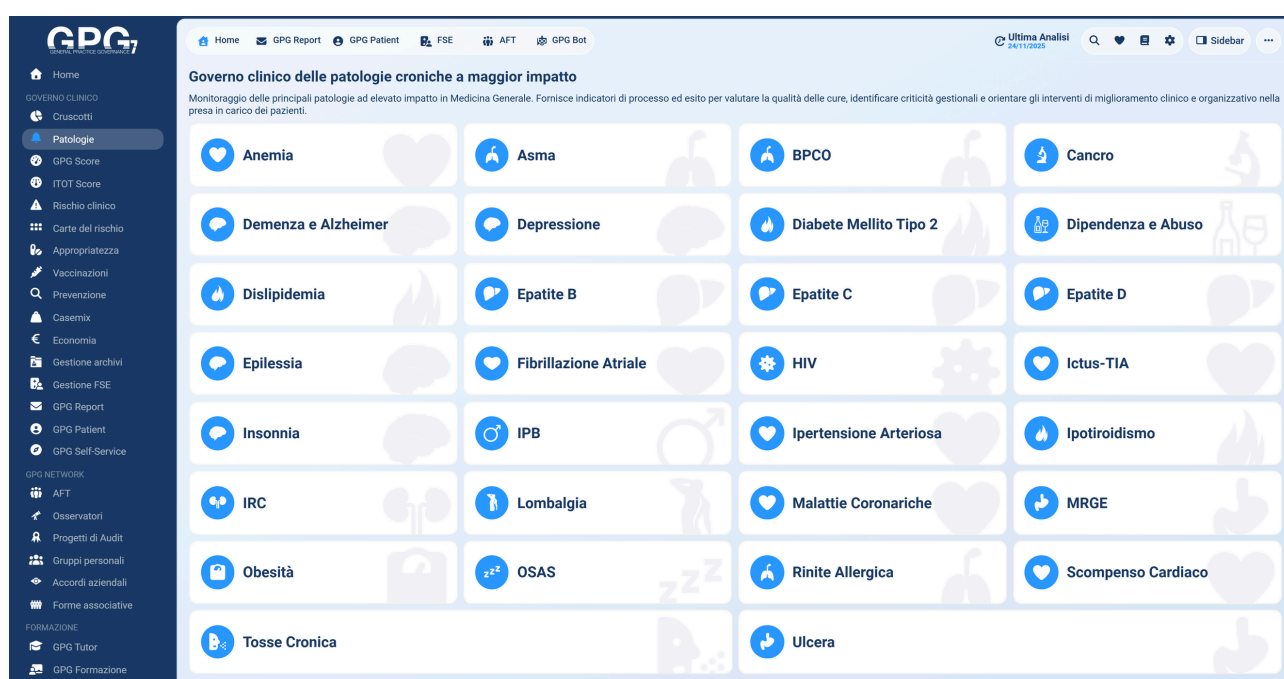 GPG7
GENERAL PRACTICE GOVERNANCE
Home
GOVERNO CLINICO
Cruscotti
Patologie
GPG Score
ITOT Score
Rischio clinico
Carte del rischio
Appropriatezza
Vaccinazioni
Prevenzione
Casemix
Economia
Gestione archivi
Gestione FSE
GPG Report
GPG Patient
GPG Self-Service
GPG NETWORK
AFT
Osservatori
Progetti di Audit
Gruppi personali
Accordi aziendali
Forme associative
FORMAZIONE
GPG Tutor
GPG Formazione
Home GPG Report GPG Patient FSE AFT GPG Bot
Ultima Analisi
24/11/2025
Sidebar
Governo clinico delle patologie croniche a maggior impatto
Monitoraggio delle principali patologie ad elevato impatto in Medicina Generale. Fornisce indicatori di processo ed esito per valutare la qualità delle cure, identificare criticità gestionali e orientare gli interventi di miglioramento clinico e organizzativo nella
presa in carico dei pazienti.
Anemia Asma BPCO Cancro
Demenza e Alzheimer Depressione Diabete Mellito Tipo 2 Dipendenza e Abuso
Dislipidemia Epatite B Epatite C Epatite D
Epilessia Fibrillazione Atriale HIV Ictus-TIA
Insonnia IPB Ipertensione Arteriosa Ipotiroidismo
IRC Lombalgia Malattie Coronariche MRGE
Obesità OSAS Rinite Allergica Scompenso Cardiaco
Tosse Cronica Ulcera